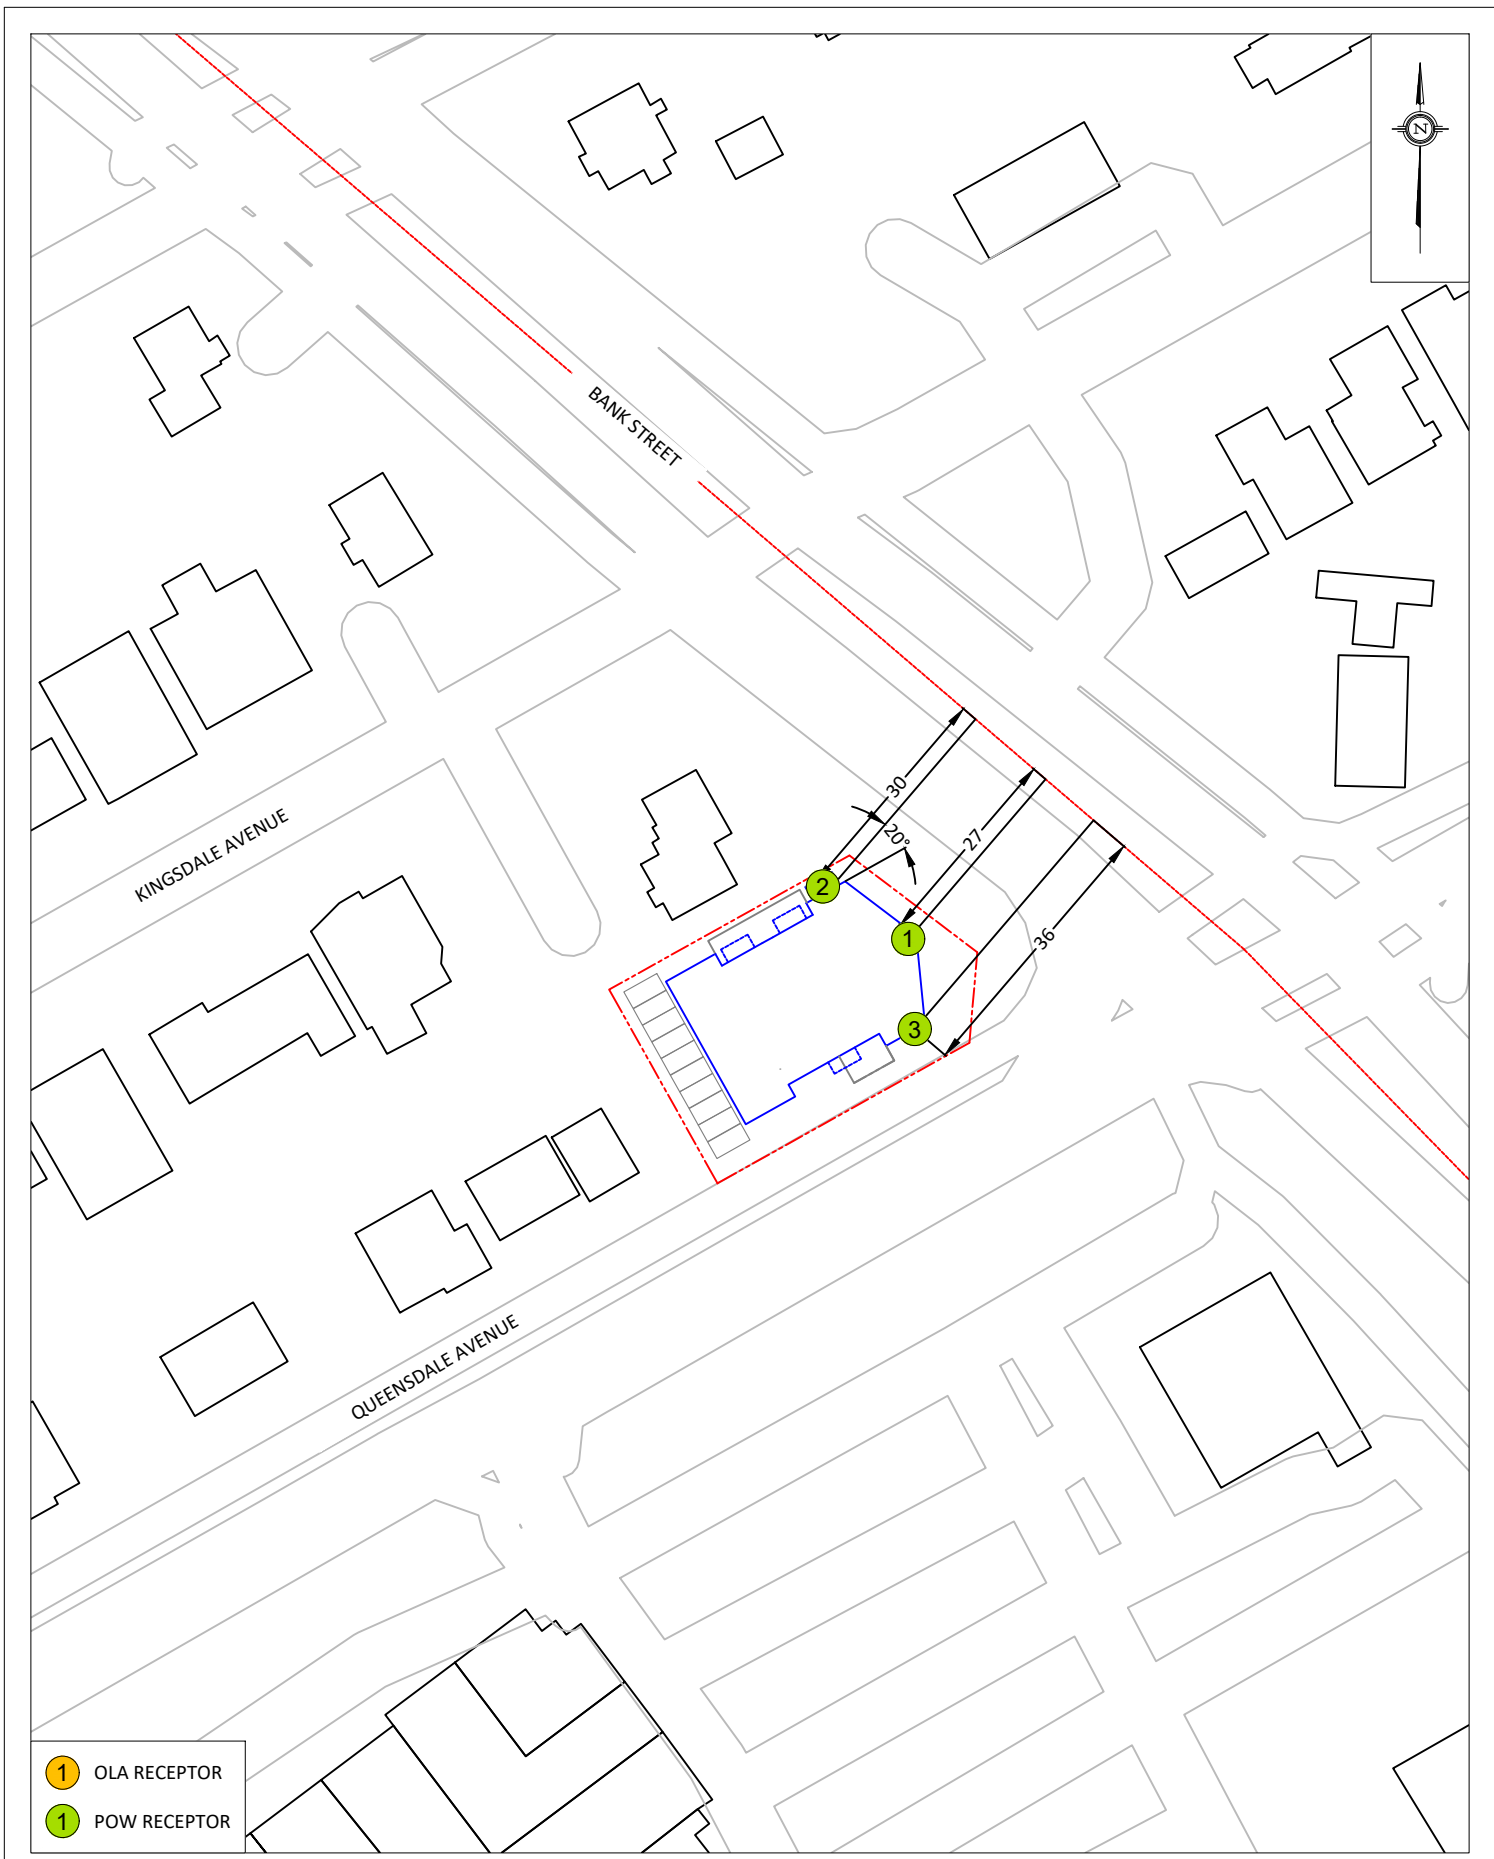 N
BANK STREET
30
20°
27
2
1
36
3
KINGSDALE AVENUE
QUEENSDALE AVENUE
1 OLA RECEPTOR
1 POW RECEPTOR